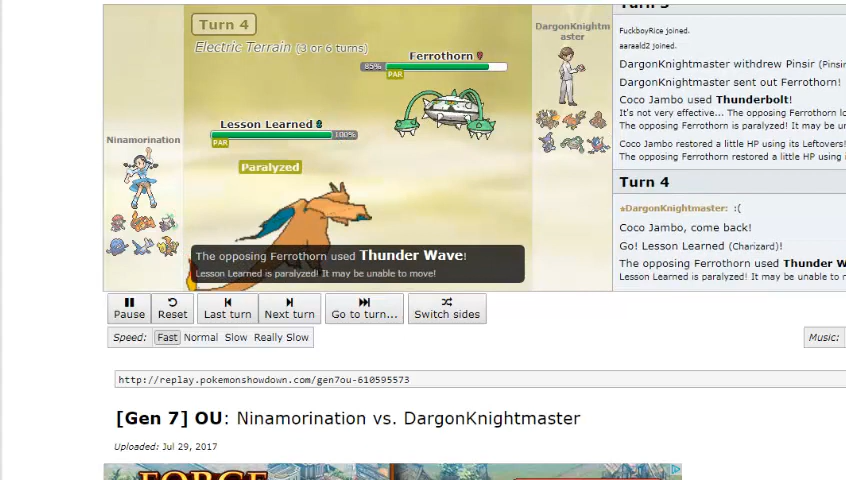 Turn 4
Electric Terrain (3 or 6 turns)
Ferrothorn
85%
PAR
Lesson Learned
100%
PAR
Paralyzed
Ninamorination
DargonKnightm
aster
The opposing Ferrothorn used Thunder Wave!
Lesson Learned is paralyzed! It may be unable to move!
Turn 3
FuckboyRice joined.
aaraald2 joined.
DargonKnightmaster withdrew Pinsir (Pinsir
DargonKnightmaster sent out Ferrothorn!
Coco Jambo used Thunderbolt!
It's not very effective... The opposing Ferrothorn lo
The opposing Ferrothorn is paralyzed! It may be un
Coco Jambo restored a little HP using its Leftovers!
The opposing Ferrothorn restored a little HP using i
Turn 4
★DargonKnightmaster: :(
Coco Jambo, come back!
Go! Lesson Learned (Charizard)!
The opposing Ferrothorn used Thunder W
Lesson Learned is paralyzed! It may be unable to m
Pause
Reset
Last turn
Next turn
Go to turn...
Switch sides
Speed: Fast Normal Slow Really Slow
Music:
http://replay.pokemonshowdown.com/gen7ou-610595573
[Gen 7] OU: Ninamorination vs. DargonKnightmaster
Uploaded: Jul 29, 2017
FORGE